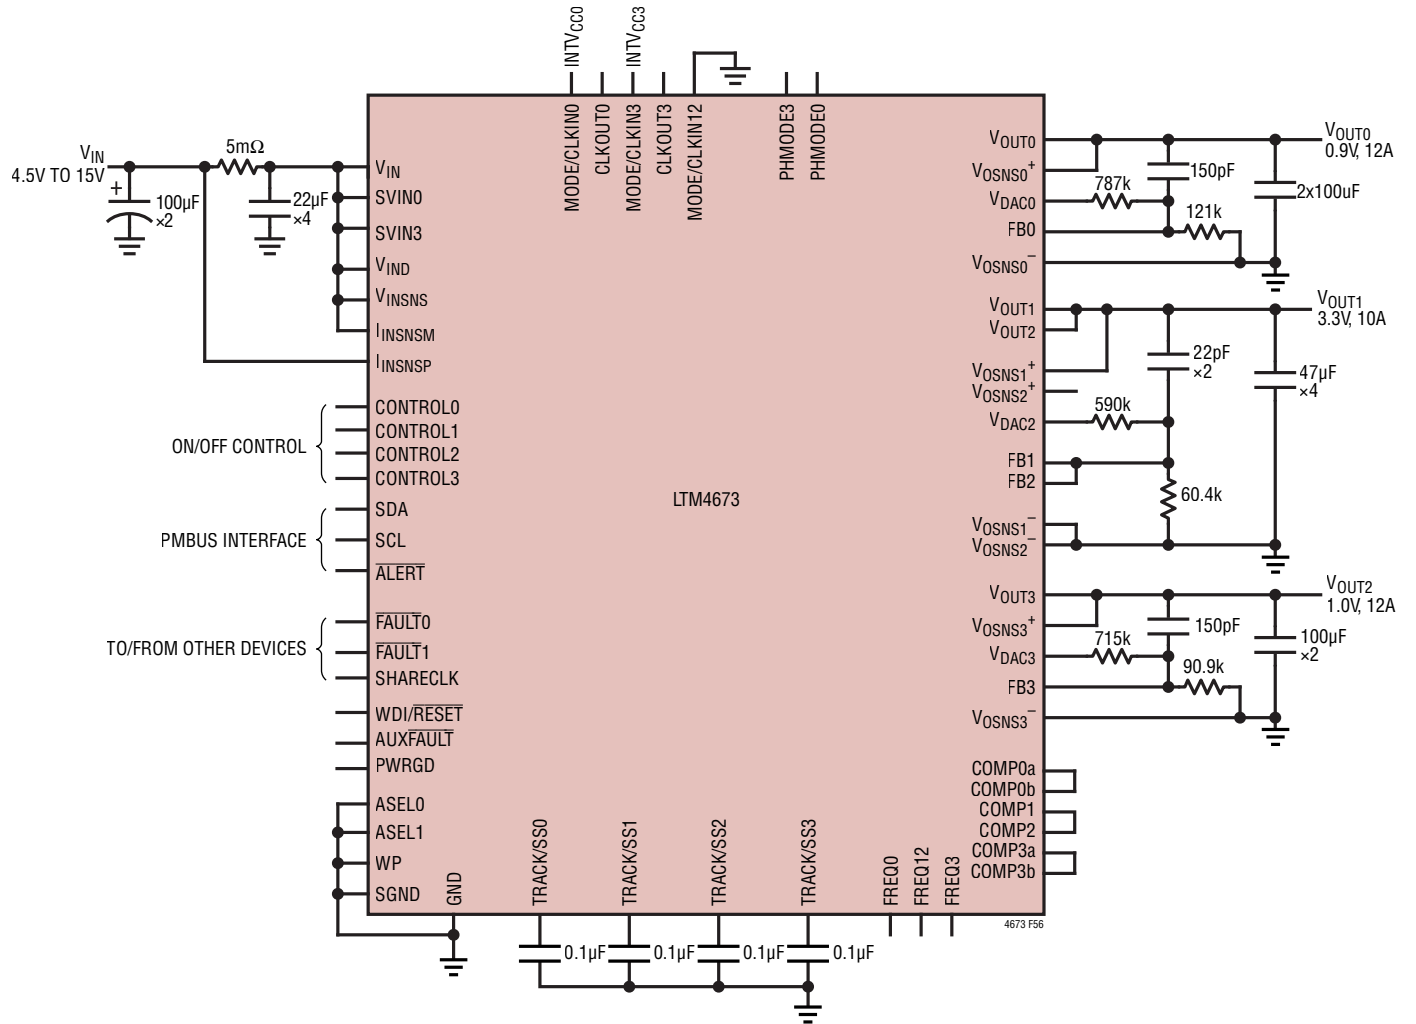 INTVCC0
INTVCC3
MODE/CLKIN0
CLKOUT0
MODE/CLKIN3
CLKOUT3
MODE/CLKIN12
PHMODE3
PHMODE0
VIN
4.5V TO 15V
+
100µF
×2
5mΩ
22µF
×4
VIN
SVIN0
SVIN3
VIND
VINSNS
IINSNSM
IINSNSP
ON/OFF CONTROL
CONTROL0
CONTROL1
CONTROL2
CONTROL3
PMBUS INTERFACE
SDA
SCL
ALERT
TO/FROM OTHER DEVICES
FAULT0
FAULT1
SHARECLK
WDI/RESET
AUXFAULT
PWRGD
ASEL0
ASEL1
WP
SGND
GND
LTM4673
TRACK/SS0
TRACK/SS1
TRACK/SS2
TRACK/SS3
0.1µF
0.1µF
0.1µF
0.1µF
FREQ0
FREQ12
FREQ3
VOUT0
VOSNS0+
VDAC0
FB0
VOSNS0−
787k
150pF
121k
2x100uF
VOUT0
0.9V, 12A
VOUT1
VOUT2
VOSNS1+
VOSNS2+
VDAC2
FB1
FB2
VOSNS1−
VOSNS2−
590k
22pF
×2
60.4k
47µF
×4
VOUT1
3.3V, 10A
VOUT3
VOSNS3+
VDAC3
FB3
VOSNS3−
715k
150pF
90.9k
100µF
×2
VOUT2
1.0V, 12A
COMP0a
COMP0b
COMP1
COMP2
COMP3a
COMP3b
4673 F56